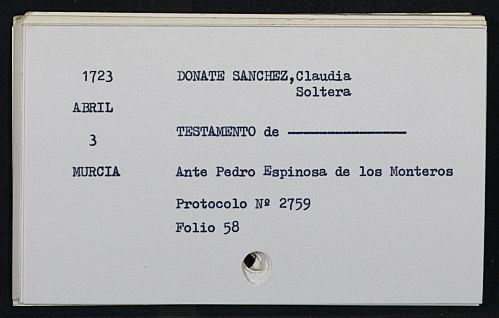 1723 DONATE SANCHEZ,Claudia
Soltera
ABRIL
3 TESTAMENTO de ------------------
MURCIA Ante Pedro Espinosa de los Monteros
Protocolo Nº 2759
Folio 58